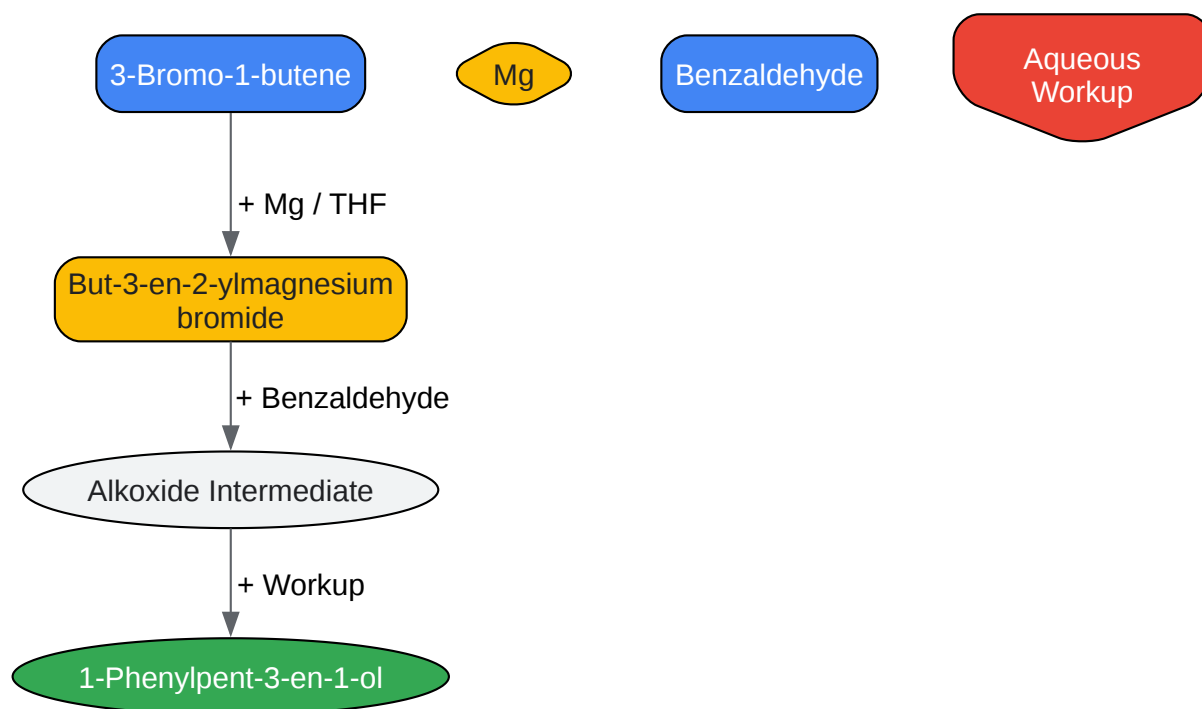 3-Bromo-1-butene
Mg
Benzaldehyde
Aqueous
Workup
+ Mg / THF
But-3-en-2-ylmagnesium
bromide
+ Benzaldehyde
Alkoxide Intermediate
+ Workup
1-Phenylpent-3-en-1-ol